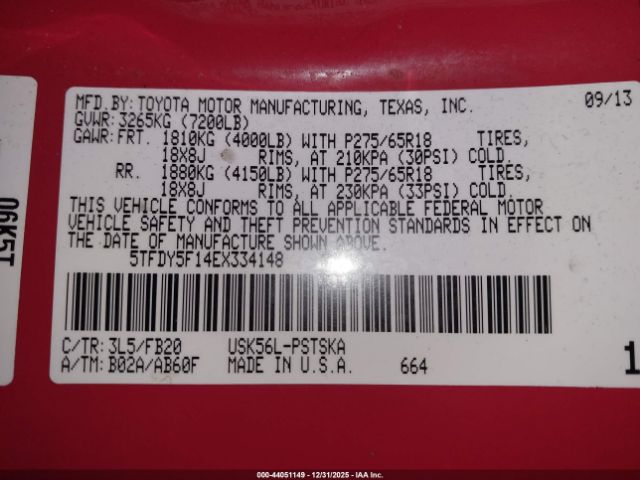 MFD.BY:TOYOTA MOTOR MANUFACTURING, TEXAS, INC. 09/13
GVWR:3265KG (7200LB)
GAWR:FRT. 1810KG (4000LB) WITH P275/65R18 TIRES,
18X8J RIMS, AT 210KPA (30PSI) COLD.
RR. 1880KG (4150LB) WITH P275/65R18 TIRES,
18X8J RIMS, AT 230KPA (33PSI) COLD.
THIS VEHICLE CONFORMS TO ALL APPLICABLE FEDERAL MOTOR
VEHICLE SAFETY AND THEFT PREVENTION STANDARDS IN EFFECT ON
THE DATE OF MANUFACTURE SHOWN ABOVE.
5TFDY5F14EX334148
C/TR:3L5/FB20 USK56L-PSTSKA
A/TM:B02A/AB60F MADE IN U.S.A. 664
1
06K5T
000-44051149 - 12/31/2025 - IAA Inc.